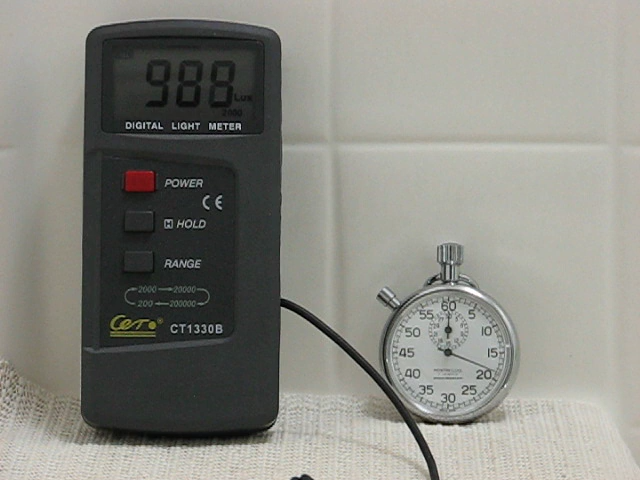 988
Lux
2000
DIGITAL LIGHT METER
POWER
CE
H HOLD
RANGE
2000 20000
200 200000
CT1330B
60
55 5
50 10
45 15
40 20
35 25
30